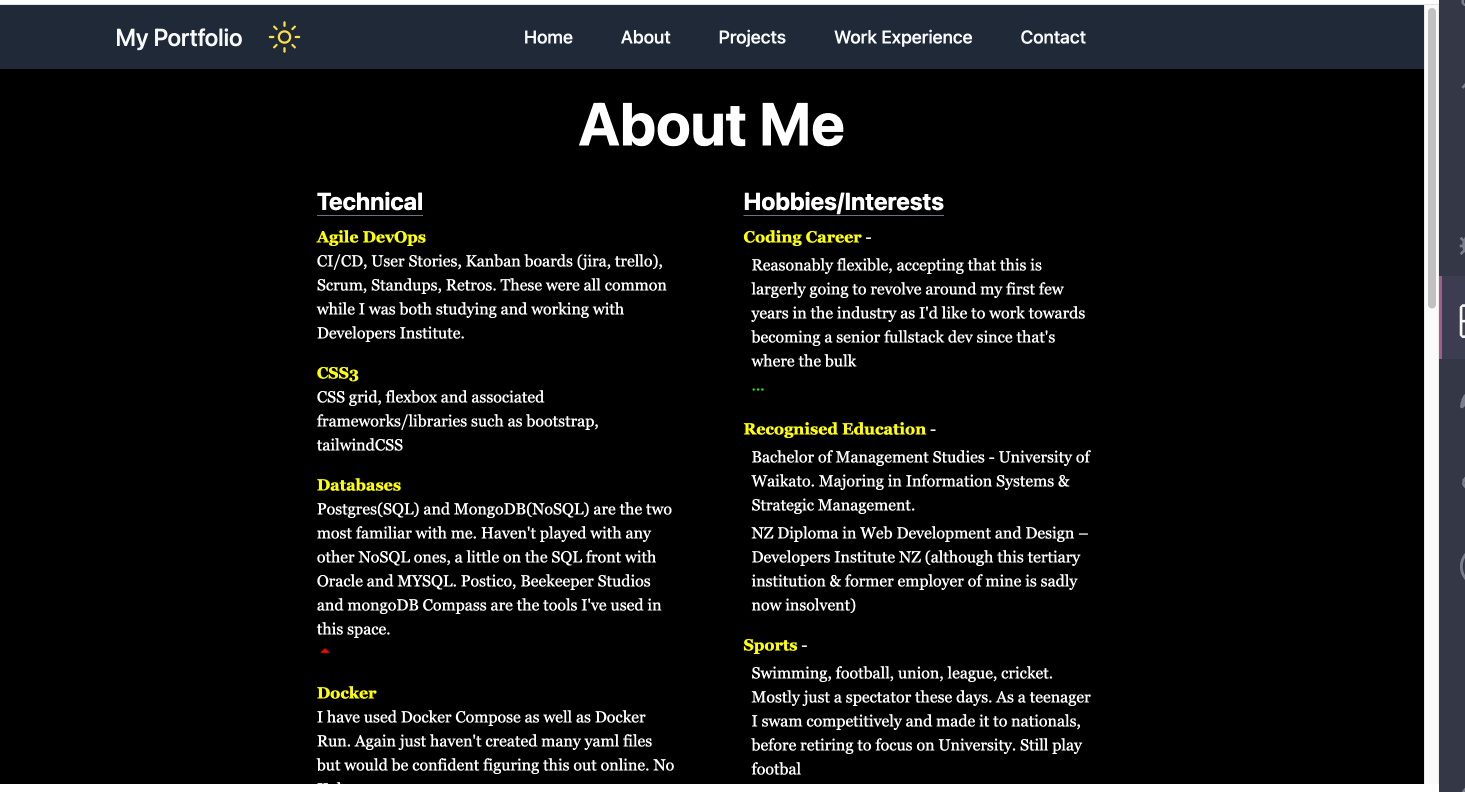 My Portfolio
Home
About
Projects
Work Experience
Contact
About Me
Technical
Agile DevOps
CI/CD, User Stories, Kanban boards (jira, trello),
Scrum, Standups, Retros. These were all common
while I was both studying and working with
Developers Institute.
CSS3
CSS grid, flexbox and associated
frameworks/libraries such as bootstrap,
tailwindCSS
Databases
Postgres(SQL) and MongoDB(NoSQL) are the two
most familiar with me. Haven't played with any
other NoSQL ones, a little on the SQL front with
Oracle and MYSQL. Postico, Beekeeper Studios
and mongoDB Compass are the tools I've used in
this space.
Docker
I have used Docker Compose as well as Docker
Run. Again just haven't created many yaml files
but would be confident figuring this out online. No
Hobbies/Interests
Coding Career -
Reasonably flexible, accepting that this is
largerly going to revolve around my first few
years in the industry as I'd like to work towards
becoming a senior fullstack dev since that's
where the bulk
...
Recognised Education -
Bachelor of Management Studies - University of
Waikato. Majoring in Information Systems &
Strategic Management.
NZ Diploma in Web Development and Design –
Developers Institute NZ (although this tertiary
institution & former employer of mine is sadly
now insolvent)
Sports -
Swimming, football, union, league, cricket.
Mostly just a spectator these days. As a teenager
I swam competitively and made it to nationals,
before retiring to focus on University. Still play
footbal